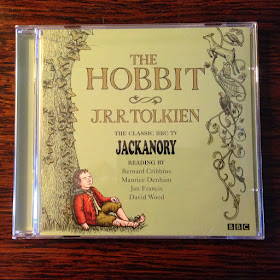 THE
HOBBIT
J.R.R. TOLKIEN
THE CLASSIC BBC TV
JACKANORY
READING BY
Bernard Cribbins
Maurice Denham
Jan Francis
David Wood
BBC